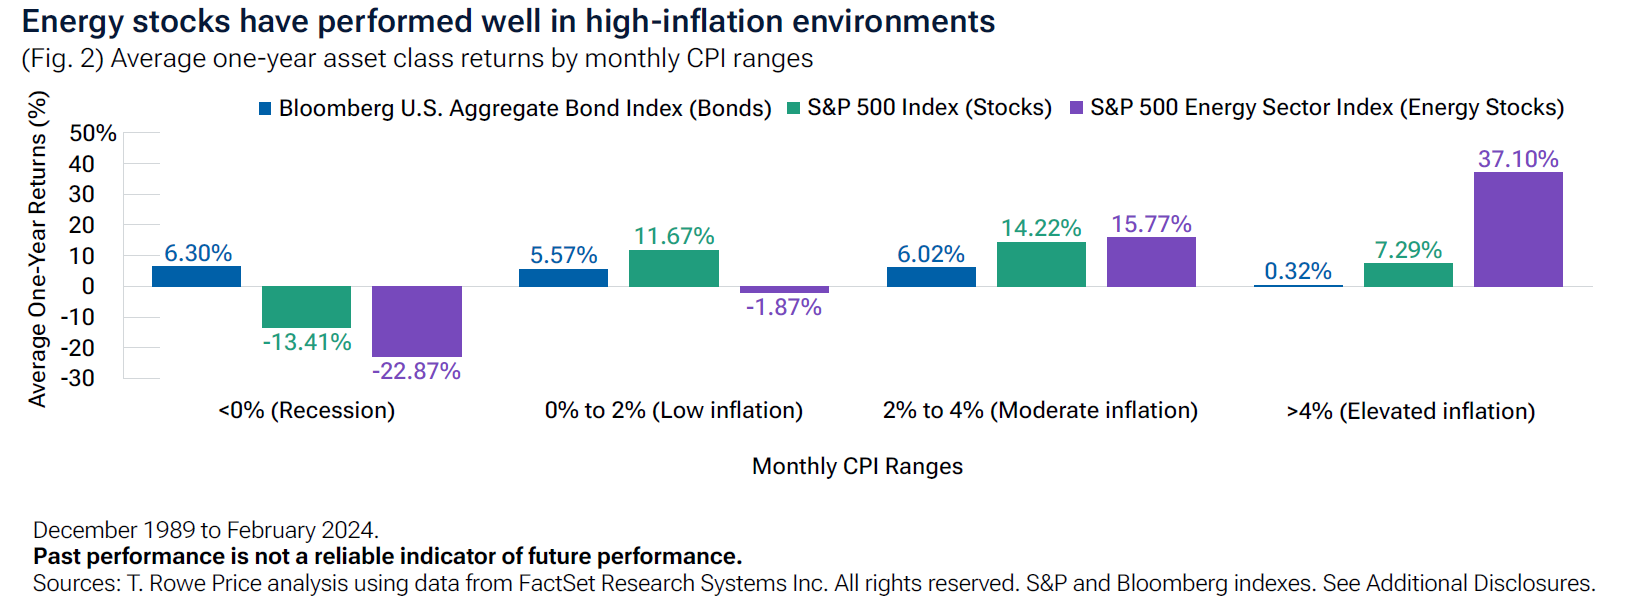 Energy stocks have performed well in high-inflation environments
(Fig. 2) Average one-year asset class returns by monthly CPI ranges
Bloomberg U.S. Aggregate Bond Index (Bonds) S&P 500 Index (Stocks) S&P 500 Energy Sector Index (Energy Stocks)
Average One-Year Returns (%)
50%
40
30
20
10
0
-10
-20
-30
6.30%
-13.41%
-22.87%
5.57%
11.67%
-1.87%
6.02%
14.22%
15.77%
0.32%
7.29%
37.10%
<0% (Recession)
0% to 2% (Low inflation)
2% to 4% (Moderate inflation)
>4% (Elevated inflation)
Monthly CPI Ranges
December 1989 to February 2024.
Past performance is not a reliable indicator of future performance.
Sources: T. Rowe Price analysis using data from FactSet Research Systems Inc. All rights reserved. S&P and Bloomberg indexes. See Additional Disclosures.